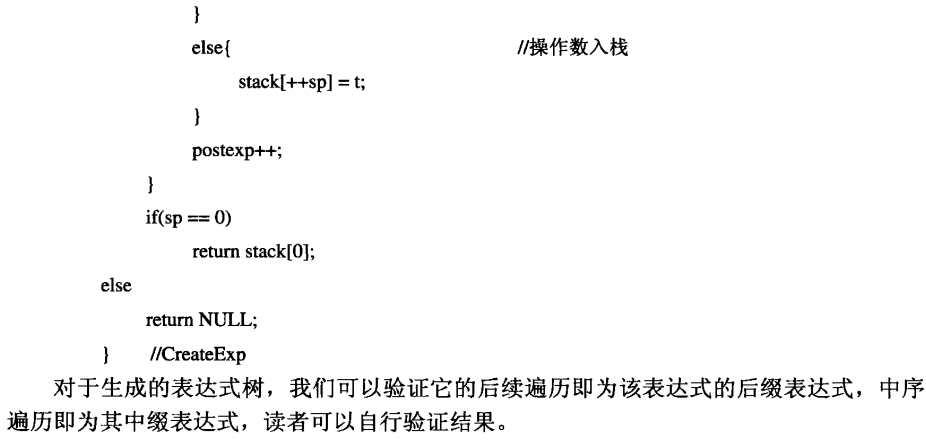 }
else{ //操作数入栈
stack[++sp] = t;
}
postexp++;
}
if(sp == 0)
return stack[0];
else
return NULL;
} //CreateExp
对于生成的表达式树，我们可以验证它的后续遍历即为该表达式的后缀表达式，中序
遍历即为其中缀表达式，读者可以自行验证结果。